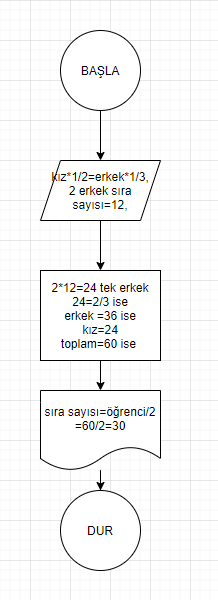 BAŞLA
kız*1/2=erkek*1/3,
2 erkek sıra
sayısı=12,
2*12=24 tek erkek
24=2/3 ise
erkek =36 ise
kız=24
toplam=60 ise
sıra sayısı=öğrenci/2
=60/2=30
DUR